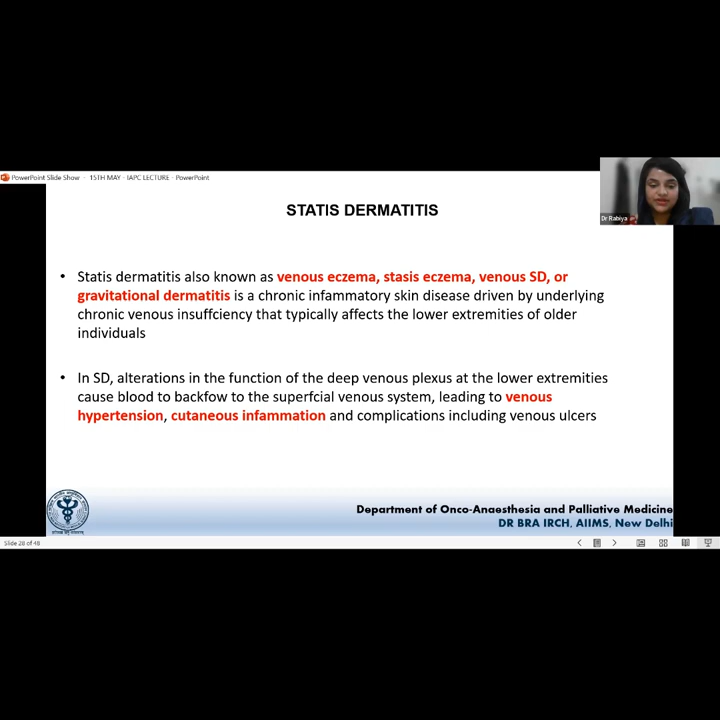 PowerPoint Slide Show - 15TH MAY - IAPC LECTURE - PowerPoint
Dr Rabiya
STATIS DERMATITIS
• Statis dermatitis also known as venous eczema, stasis eczema, venous SD, or
gravitational dermatitis is a chronic infammatory skin disease driven by underlying
chronic venous insuffciency that typically affects the lower extremities of older
individuals
• In SD, alterations in the function of the deep venous plexus at the lower extremities
cause blood to backfow to the superfcial venous system, leading to venous
hypertension, cutaneous infammation and complications including venous ulcers
Department of Onco-Anaesthesia and Palliative Medicine
DR BRA IRCH, AIIMS, New Delhi
Slide 28 of 48